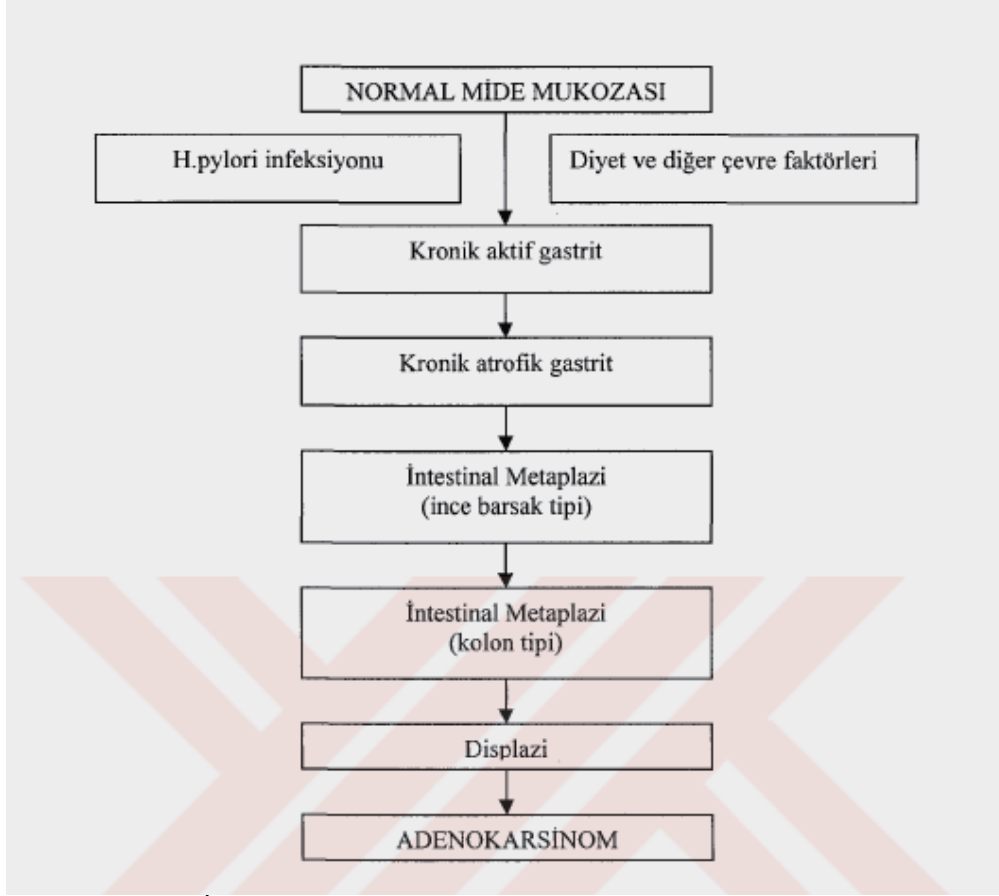 NORMAL MİDE MUKOZASI
H.pylori infeksiyonu
Diyet ve diğer çevre faktörleri
Kronik aktif gastrit
Kronik atrofik gastrit
İntestinal Metaplazi
(ince barsak tipi)
İntestinal Metaplazi
(kolon tipi)
Displazi
ADENOKARSİNOM